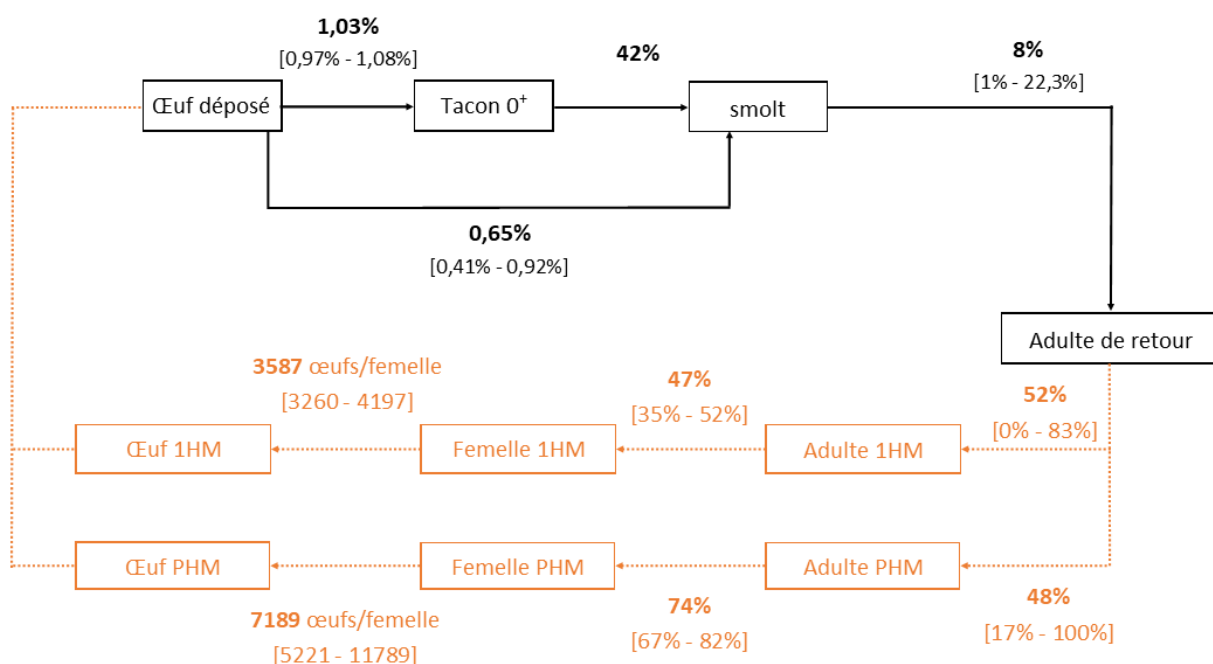 1,03%
[0,97% - 1,08%]
42%
8%
[1% - 22,3%]
Œuf déposé
Tacon 0⁺
smolt
0,65%
[0,41% - 0,92%]
Adulte de retour
3587 œufs/femelle
[3260 - 4197]
47%
[35% - 52%]
52%
[0% - 83%]
Œuf 1HM
Femelle 1HM
Adulte 1HM
Œuf PHM
Femelle PHM
Adulte PHM
7189 œufs/femelle
[5221 - 11789]
74%
[67% - 82%]
48%
[17% - 100%]